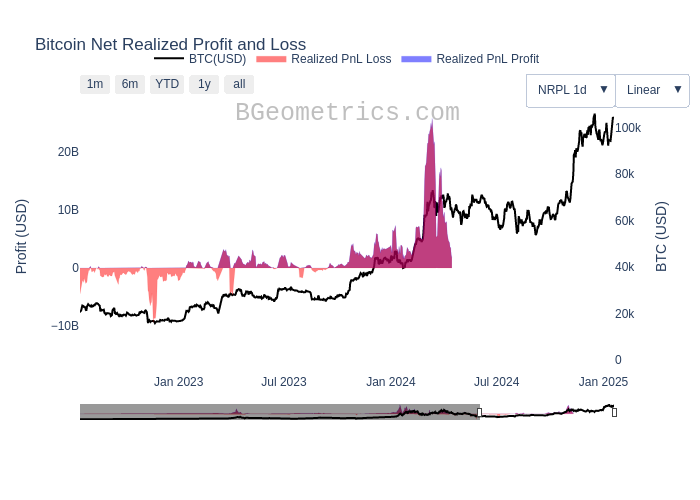 Bitcoin Net Realized Profit and Loss
BTC(USD) Realized PnL Loss Realized PnL Profit
1m 6m YTD 1y all
NRPL 1d ▼ Linear ▼
BGeometrics.com
20B
10B
0
−10B
Profit (USD)
100k
80k
60k
40k
20k
0
BTC (USD)
Jan 2023 Jul 2023 Jan 2024 Jul 2024 Jan 2025